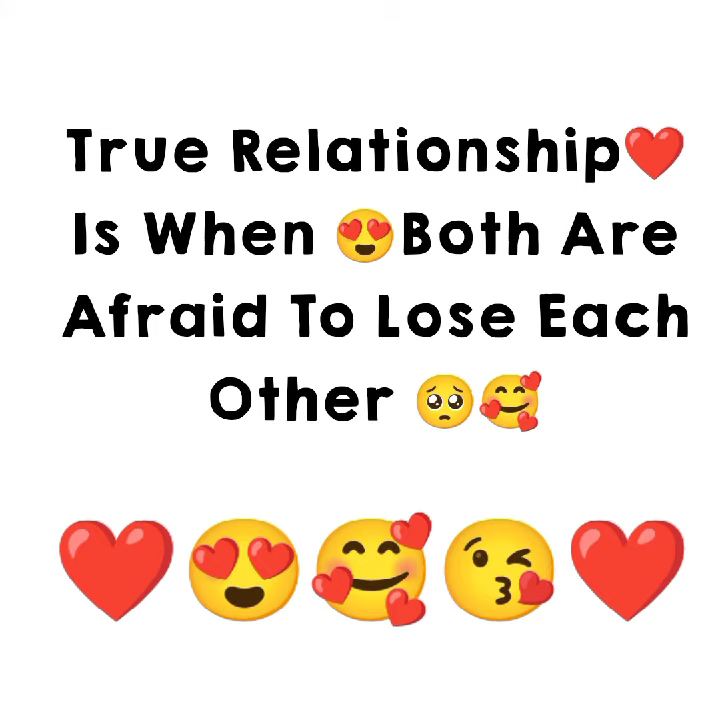 True Relationship❤️
Is When 😍Both Are
Afraid To Lose Each
Other 🥺🥰
❤️😍🥰😘❤️